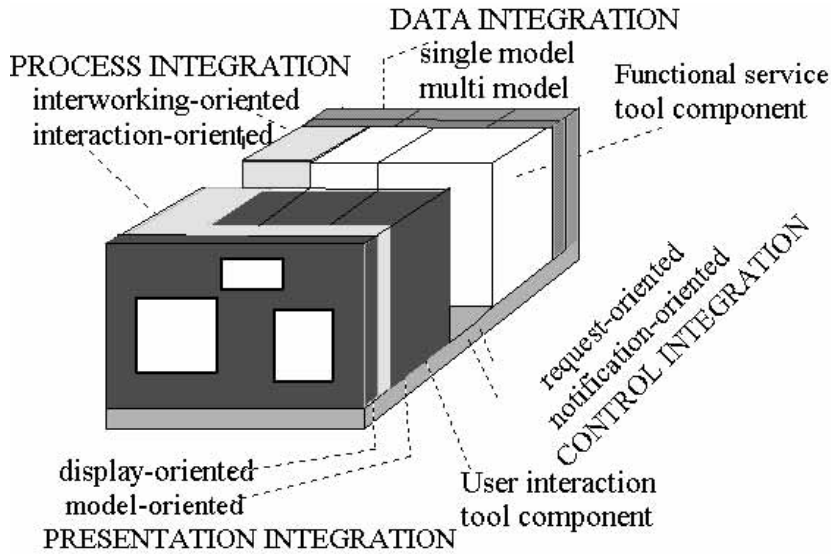 DATA INTEGRATION
single model
multi model
PROCESS INTEGRATION
interworking-oriented
interaction-oriented
Functional service
tool component
request-oriented
notification-oriented
CONTROL INTEGRATION
display-oriented
model-oriented
PRESENTATION INTEGRATION
User interaction
tool component